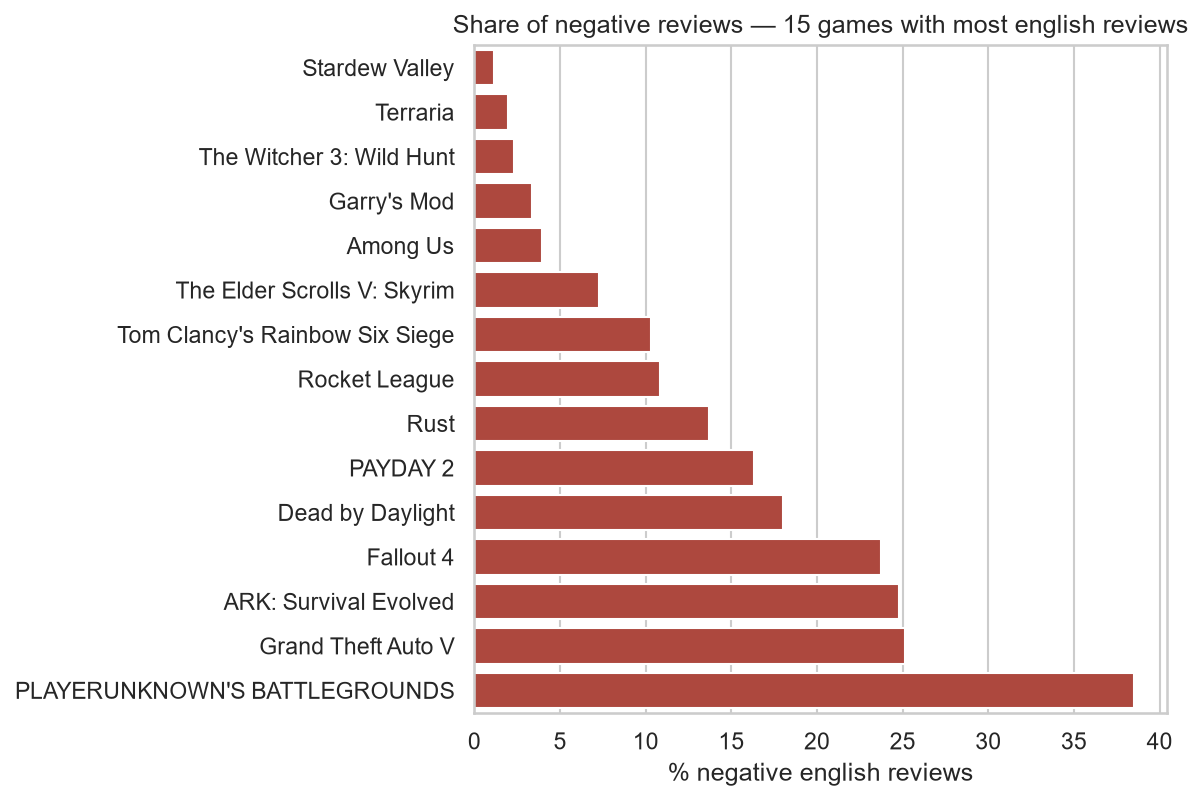 Share of negative reviews — 15 games with most english reviews
Stardew Valley
Terraria
The Witcher 3: Wild Hunt
Garry's Mod
Among Us
The Elder Scrolls V: Skyrim
Tom Clancy's Rainbow Six Siege
Rocket League
Rust
PAYDAY 2
Dead by Daylight
Fallout 4
ARK: Survival Evolved
Grand Theft Auto V
PLAYERUNKNOWN'S BATTLEGROUNDS
0 5 10 15 20 25 30 35 40
% negative english reviews